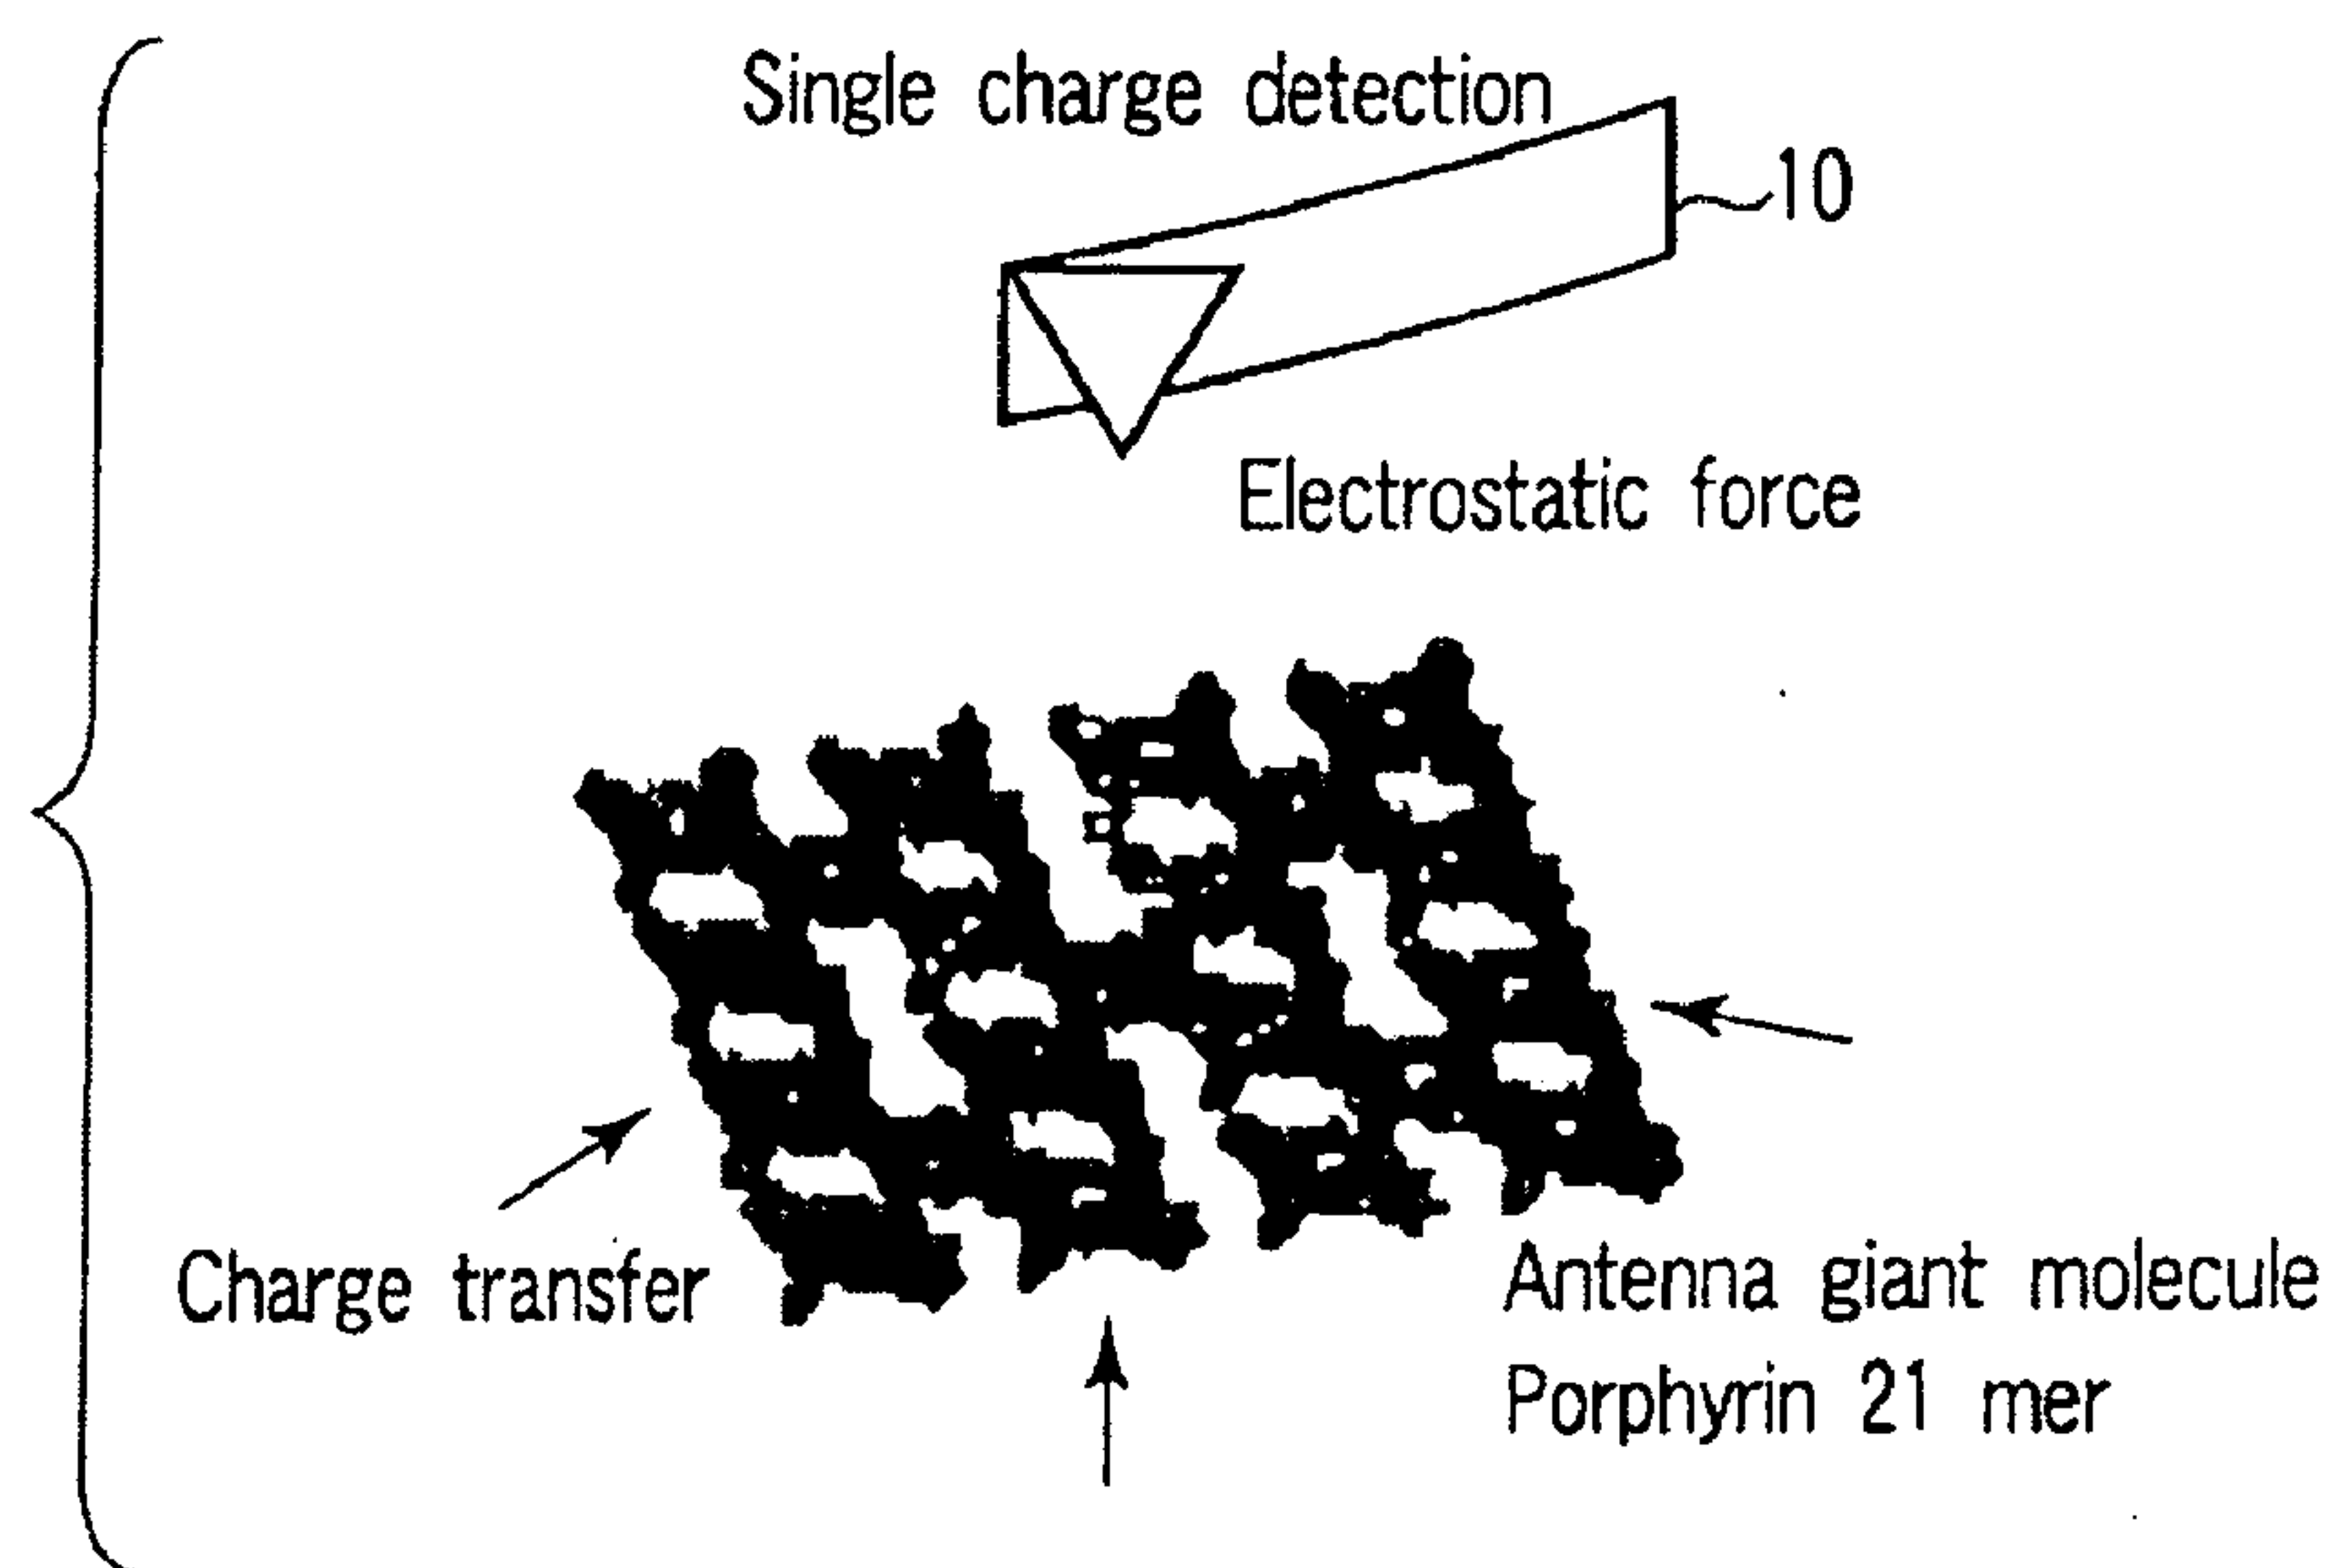 Single charge detection
10
Electrostatic force
Charge transfer
Antenna giant molecule
Porphyrin 21 mer